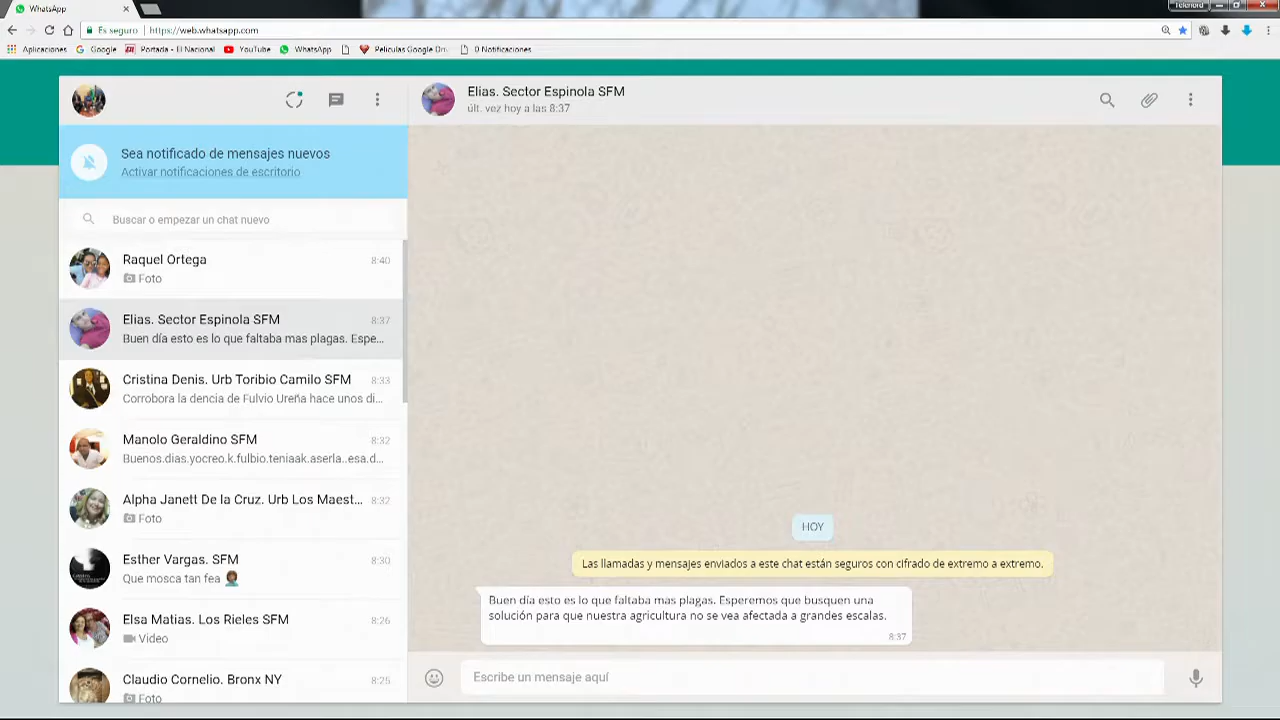 WhatsApp
Telenord
Es seguro
https://web.whatsapp.com
Aplicaciones
Google
Portada - El Nacional
YouTube
WhatsApp
Peliculas Google Dri
0 Notificaciones
Elias. Sector Espinola SFM
últ. vez hoy a las 8:37
Sea notificado de mensajes nuevos
Activar notificaciones de escritorio
Buscar o empezar un chat nuevo
Raquel Ortega
8:40
Foto
Elias. Sector Espinola SFM
8:37
Buen día esto es lo que faltaba mas plagas. Espe...
Cristina Denis. Urb Toribio Camilo SFM
8:33
Corrobora la dencia de Fulvio Ureña hace unos di...
Manolo Geraldino SFM
8:32
Buenos.dias.yocreo.k.fulbio.teniaak.aserla..esa.d...
Alpha Janett De la Cruz. Urb Los Maest...
8:32
Foto
Esther Vargas. SFM
8:30
Que mosca tan fea
Elsa Matias. Los Rieles SFM
8:26
Video
Claudio Cornelio. Bronx NY
8:25
Foto
HOY
Las llamadas y mensajes enviados a este chat están seguros con cifrado de extremo a extremo.
Buen día esto es lo que faltaba mas plagas. Esperemos que busquen una
solución para que nuestra agricultura no se vea afectada a grandes escalas.
8:37
Escribe un mensaje aquí